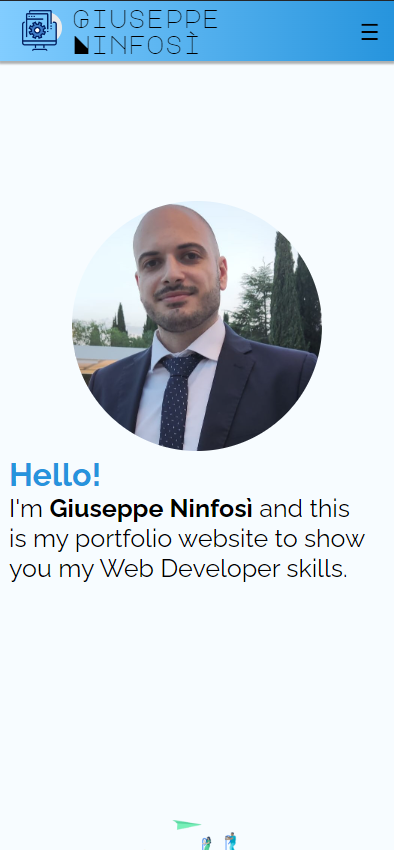 GIUSEPPE
NINFOSÌ
Hello!
I'm Giuseppe Ninfosì and this
is my portfolio website to show
you my Web Developer skills.